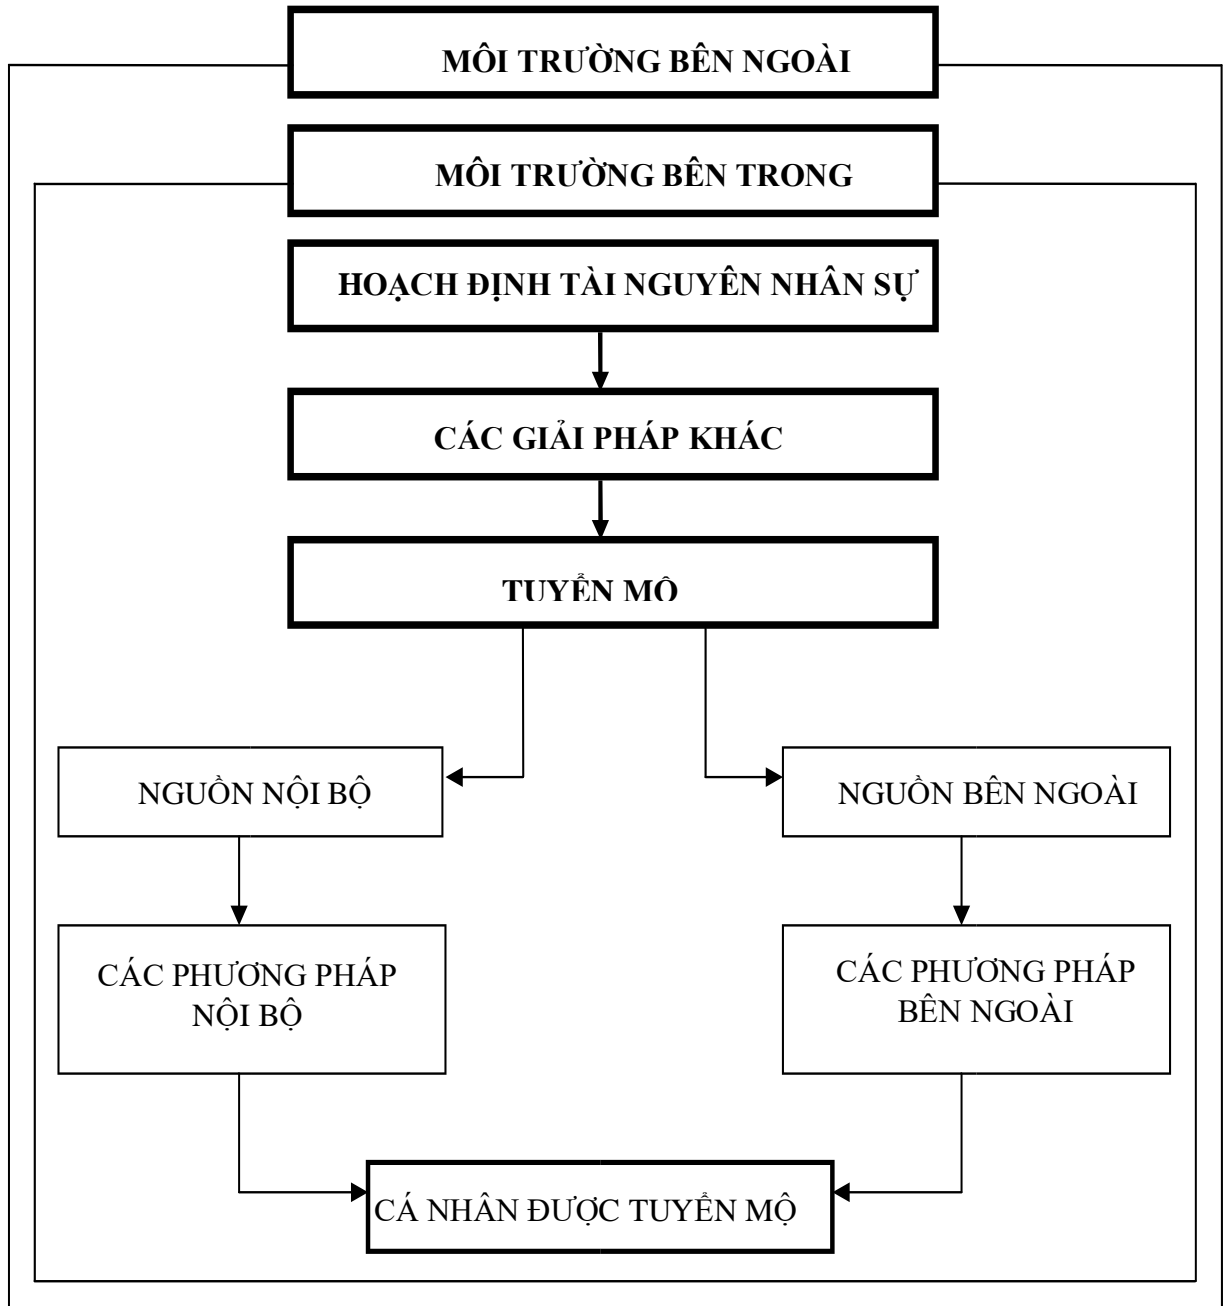 MÔI TRƯỜNG BÊN NGOÀI
MÔI TRƯỜNG BÊN TRONG
HOẠCH ĐỊNH TÀI NGUYÊN NHÂN SỰ
CÁC GIẢI PHÁP KHÁC
TUYỂN MỘ
NGUỒN NỘI BỘ
NGUỒN BÊN NGOÀI
CÁC PHƯƠNG PHÁP
NỘI BỘ
CÁC PHƯƠNG PHÁP
BÊN NGOÀI
CÁ NHÂN ĐƯỢC TUYỂN MỘ